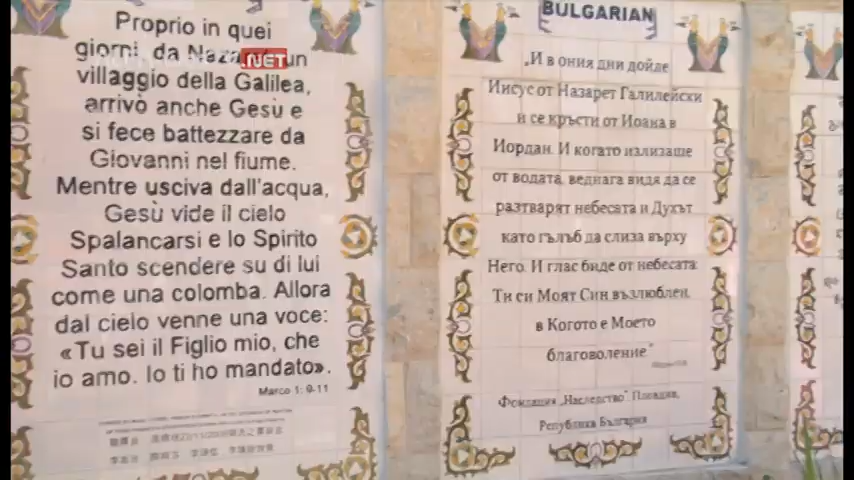 Proprio in quei
giorni, da un
.NET
villaggio della Galilea,
arrivò anche Gesù e
si fece battezzare da
Giovanni nel fiume.
Mentre usciva dall'acqua,
Gesù vide il cielo
Spalancarsi e lo Spirito
Santo scendere su di lui
come una colomba. Allora
dal cielo venne una voce:
«Tu sei il Figlio mio, che
io amo. Io ti ho mandato».
Marco 1: 9-11
BULGARIAN
„И в ония дни дойде
Иисус от Назарет Галилейски
и се кръсти от Иоана в
Иордан. И когато излизаше
от водата, веднага видя да се
разтварят небесата и Духът
като гълъб да слиза върху
Него. И глас биде от небесата:
Ти си Моят Син възлюблен,
в Когото е Моето
благоволение"
Фондация „Наследство" Пловдив,
Република България